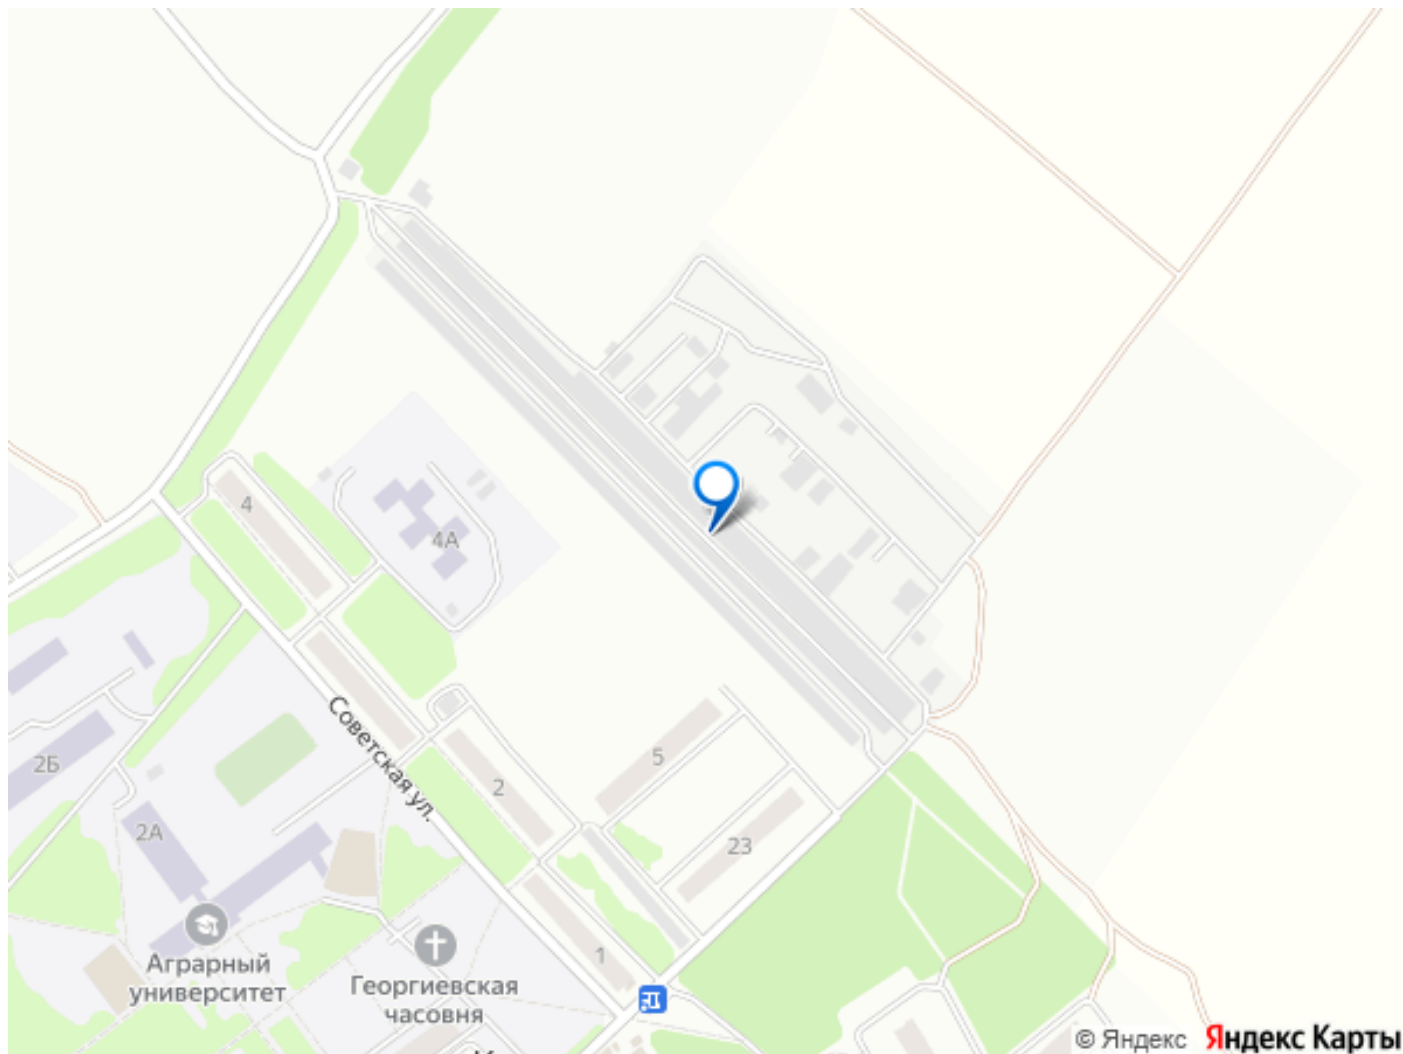 4
4А
Советская ул.
5
2Б
2
2А
23
1
Аграрный
университет
Георгиевская
часовня
© Яндекс Яндекс Карты